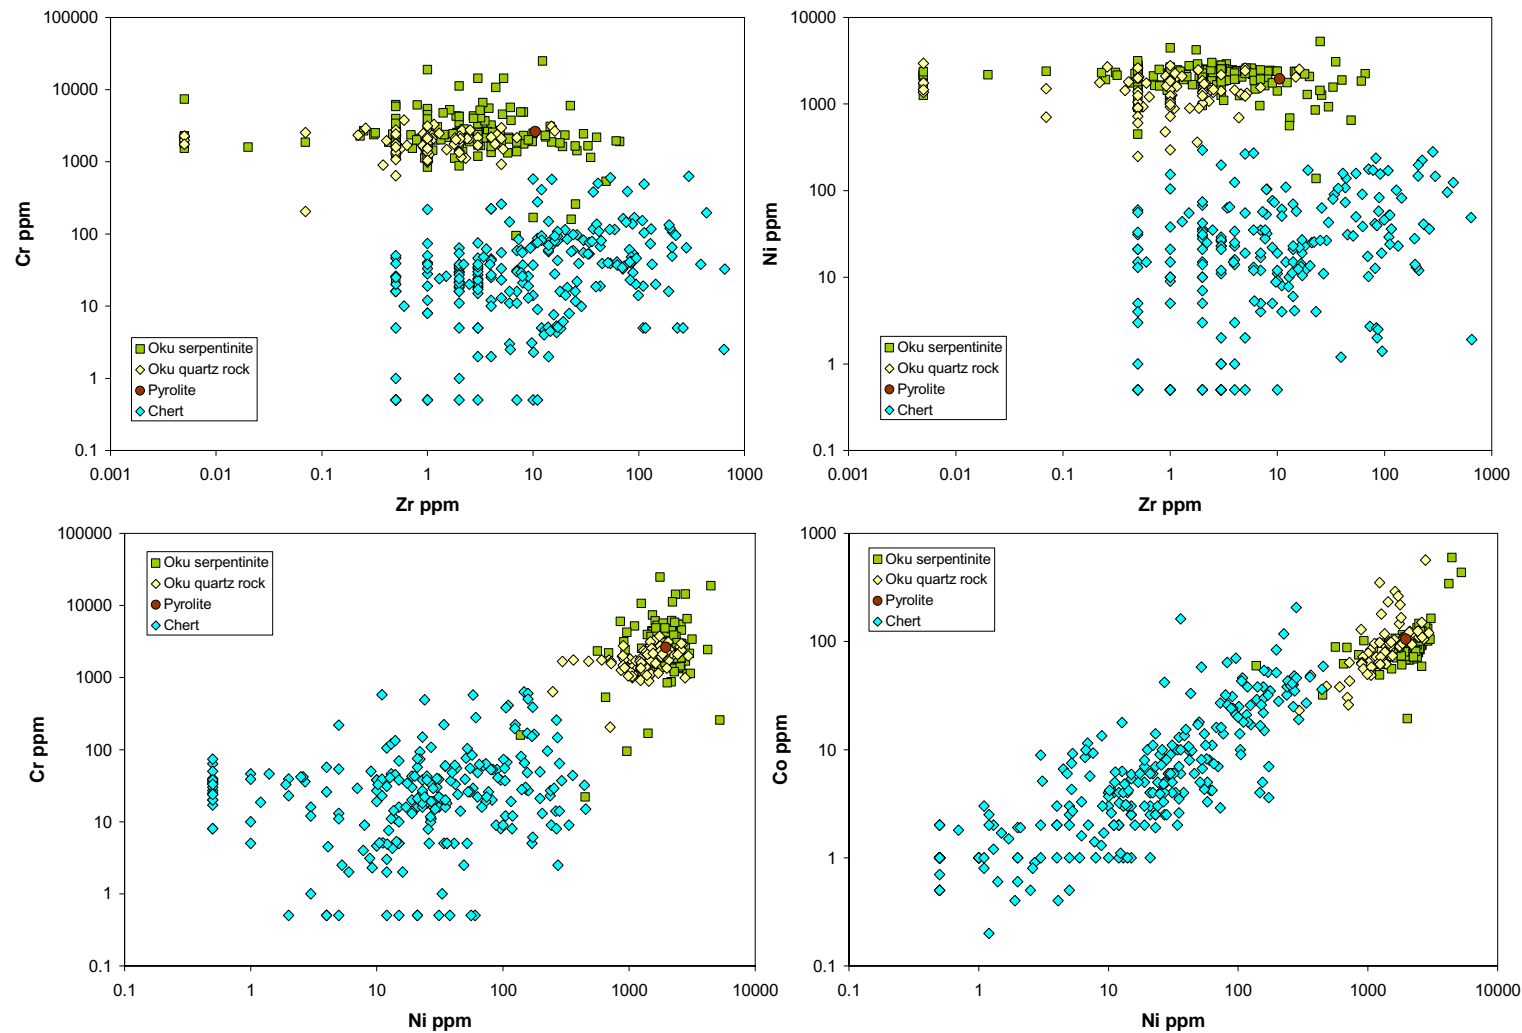 100000
10000
1000
100
10
1
0.1
Cr ppm
Oku serpentinite
Oku quartz rock
Pyrolite
Chert
0.001 0.01 0.1 1 10 100 1000
Zr ppm
10000
1000
100
10
1
0.1
Ni ppm
Oku serpentinite
Oku quartz rock
Pyrolite
Chert
0.001 0.01 0.1 1 10 100 1000
Zr ppm
100000
10000
1000
100
10
1
0.1
Cr ppm
Oku serpentinite
Oku quartz rock
Pyrolite
Chert
0.1 1 10 100 1000 10000
Ni ppm
1000
100
10
1
0.1
Co ppm
Oku serpentinite
Oku quartz rock
Pyrolite
Chert
0.1 1 10 100 1000 10000
Ni ppm